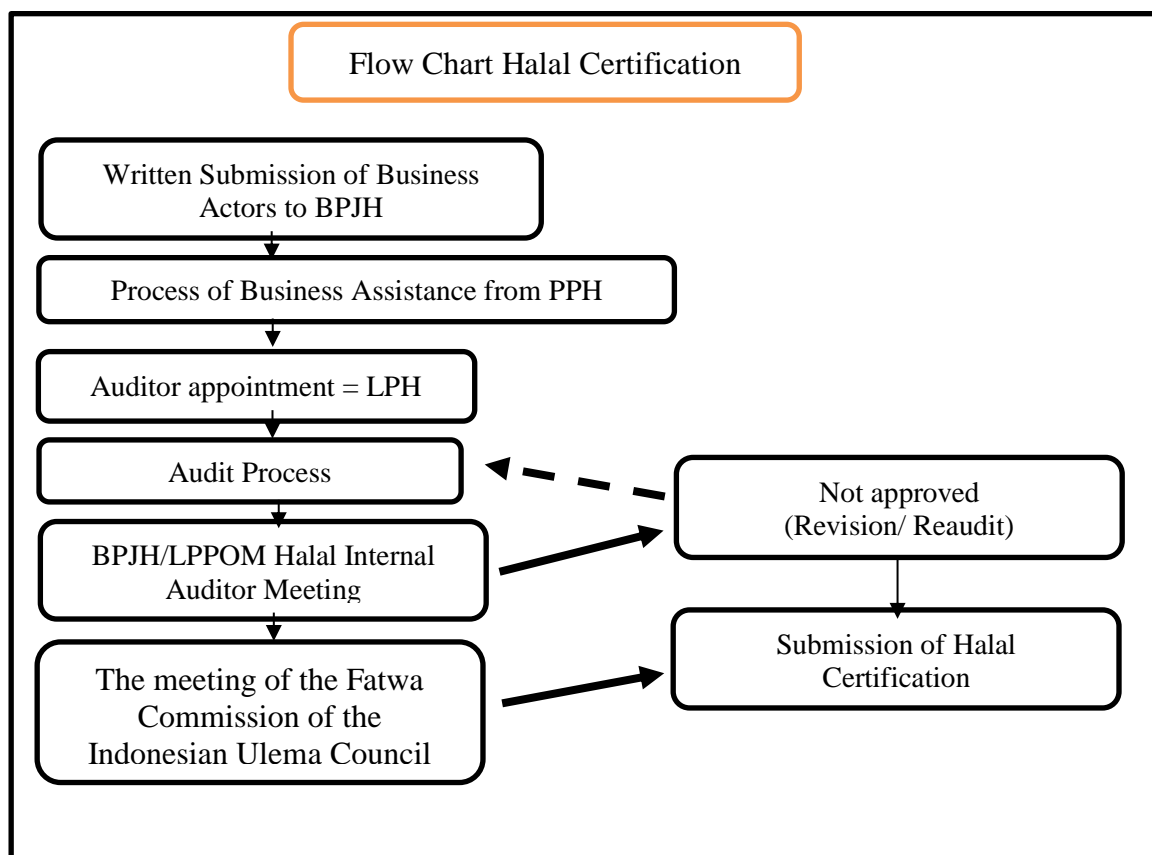 Flow Chart Halal Certification
Written Submission of Business
Actors to BPJH
Process of Business Assistance from PPH
Auditor appointment = LPH
Audit Process
BPJH/LPPOM Halal Internal
Auditor Meeting
The meeting of the Fatwa
Commission of the
Indonesian Ulema Council
Not approved
(Revision/ Reaudit)
Submission of Halal
Certification